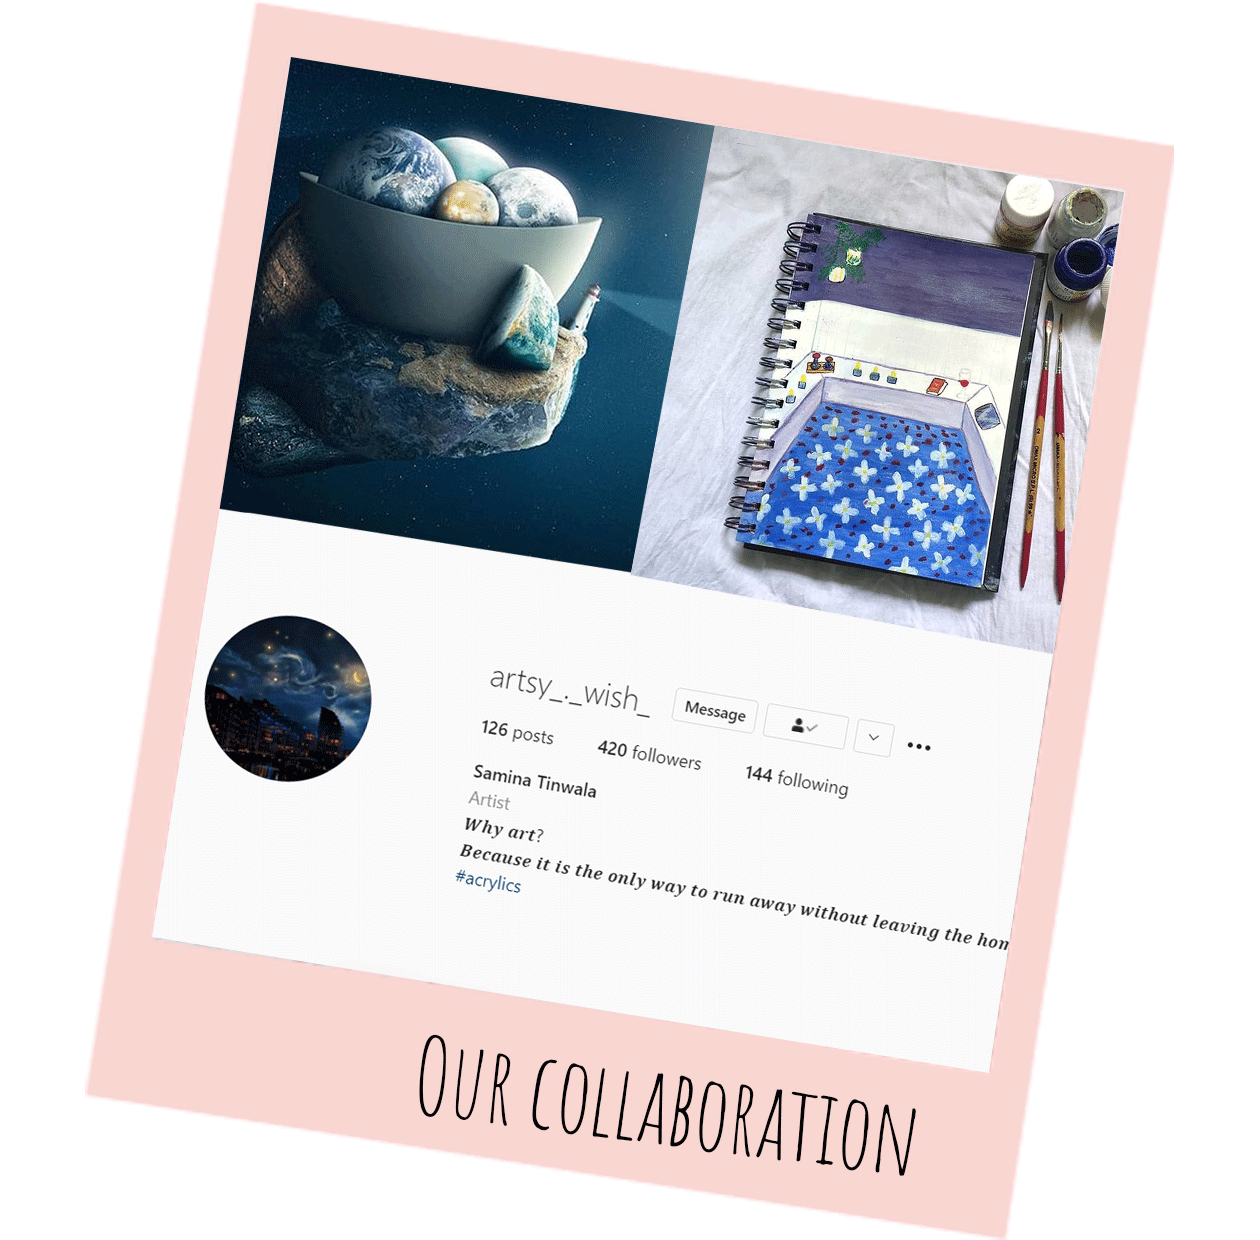 artsy_._wish_ Message
126 posts 420 followers 144 following
Samina Tinwala
Artist
Why art?
Because it is the only way to run away without leaving the hom
#acrylics
Our collaboration